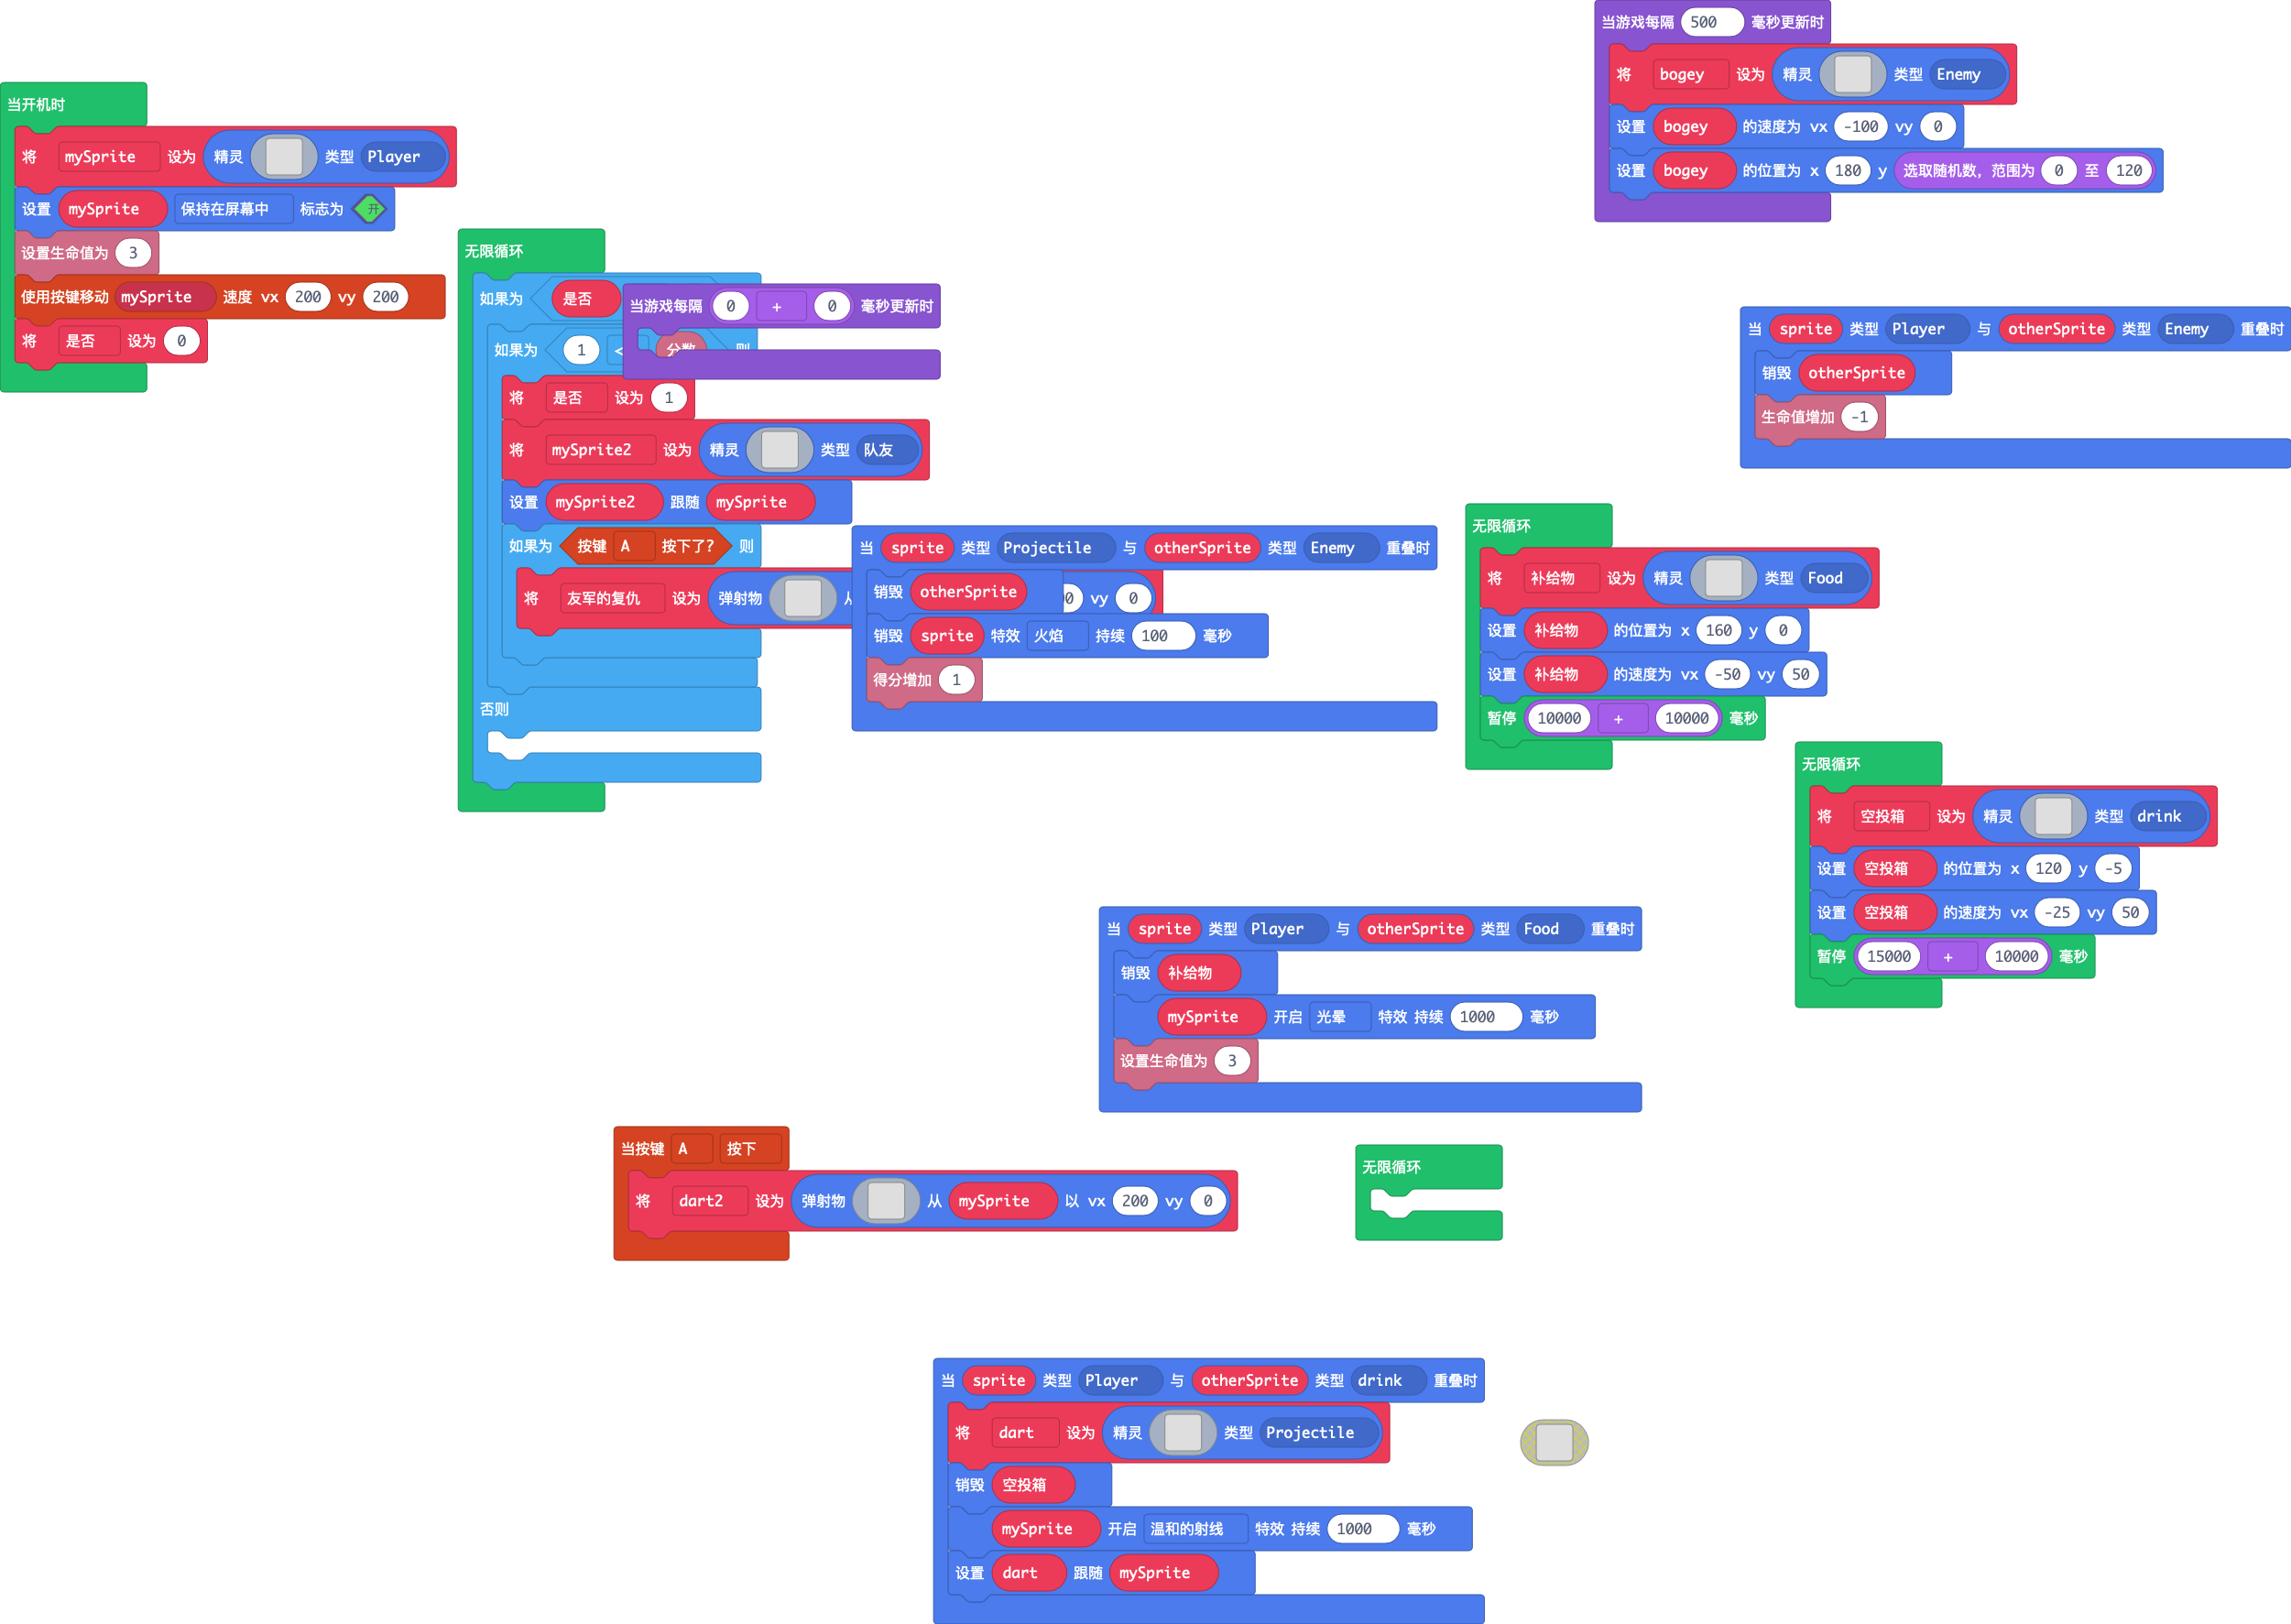 当开机时
将 mySprite 设为 精灵 类型 Player
设置 mySprite 保持在屏幕中 标志为 开
设置生命值为 3
使用按键移动 mySprite 速度 vx 200 vy 200
将 是否 设为 0
无限循环
如果为 是否
如果为 1 < 分数 则
将 是否 设为 1
将 mySprite2 设为 精灵 类型 队友
设置 mySprite2 跟随 mySprite
如果为 按键 A 按下了? 则
将 友军的复仇 设为 弹射物 vy 0
否则
当游戏每隔 0 + 0 毫秒更新时
当 sprite 类型 Projectile 与 otherSprite 类型 Enemy 重叠时
销毁 otherSprite
销毁 sprite 特效 火焰 持续 100 毫秒
得分增加 1
当游戏每隔 500 毫秒更新时
将 bogey 设为 精灵 类型 Enemy
设置 bogey 的速度为 vx -100 vy 0
设置 bogey 的位置为 x 180 y 选取随机数，范围为 0 至 120
当 sprite 类型 Player 与 otherSprite 类型 Enemy 重叠时
销毁 otherSprite
生命值增加 -1
无限循环
将 补给物 设为 精灵 类型 Food
设置 补给物 的位置为 x 160 y 0
设置 补给物 的速度为 vx -50 vy 50
暂停 10000 + 10000 毫秒
无限循环
将 空投箱 设为 精灵 类型 drink
设置 空投箱 的位置为 x 120 y -5
设置 空投箱 的速度为 vx -25 vy 50
暂停 15000 + 10000 毫秒
当 sprite 类型 Player 与 otherSprite 类型 Food 重叠时
销毁 补给物
mySprite 开启 光晕 特效 持续 1000 毫秒
设置生命值为 3
当按键 A 按下
将 dart2 设为 弹射物 从 mySprite 以 vx 200 vy 0
无限循环
当 sprite 类型 Player 与 otherSprite 类型 drink 重叠时
将 dart 设为 精灵 类型 Projectile
销毁 空投箱
mySprite 开启 温和的射线 特效 持续 1000 毫秒
设置 dart 跟随 mySprite